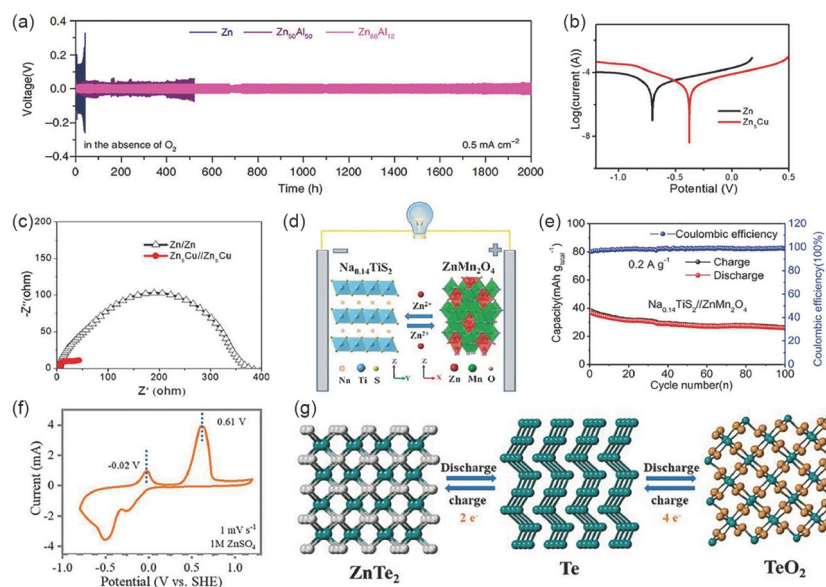 (a)
Zn
Zn50Al50
Zn88Al12
0.4
0.2
0.0
-0.2
-0.4
Voltage(V)
in the absence of O2
0.5 mA cm-2
0 200 400 600 800 1000 1200 1400 1600 1800 2000
Time (h)
(b)
Log(current (A))
-4
-8
Zn
Zn5Cu
-1.0 -0.5 0.0 0.5
Potential (V)
(c)
-200
-150
-100
-50
0
-Z''(ohm)
Zn/Zn
Zn5Cu//Zn5Cu
0 50 100 150 200 250 300 350 400
Z' (ohm)
(d)
Na0.14TiS2
ZnMn2O4
Zn2+
Zn2+
Z
Y
Z
X
Na Ti S
Zn Mn O
(e)
Coulombic efficiency
0.2 A g-1
Charge
Discharge
Na0.14TiS2//ZnMn2O4
100
80
60
40
20
0
Capacity(mAh gtotal-1)
120
100
80
60
40
20
0
Coulombic efficiency(100%)
0 20 40 60 80 100
Cycle number(n)
(f)
4
2
0
-2
-4
Current (mA)
-0.02 V
0.61 V
1 mV s-1
1M ZnSO4
-1.0 -0.5 0.0 0.5 1.0
Potential (V vs. SHE)
(g)
Discharge
charge
2 e-
Discharge
charge
4 e-
ZnTe2
Te
TeO2